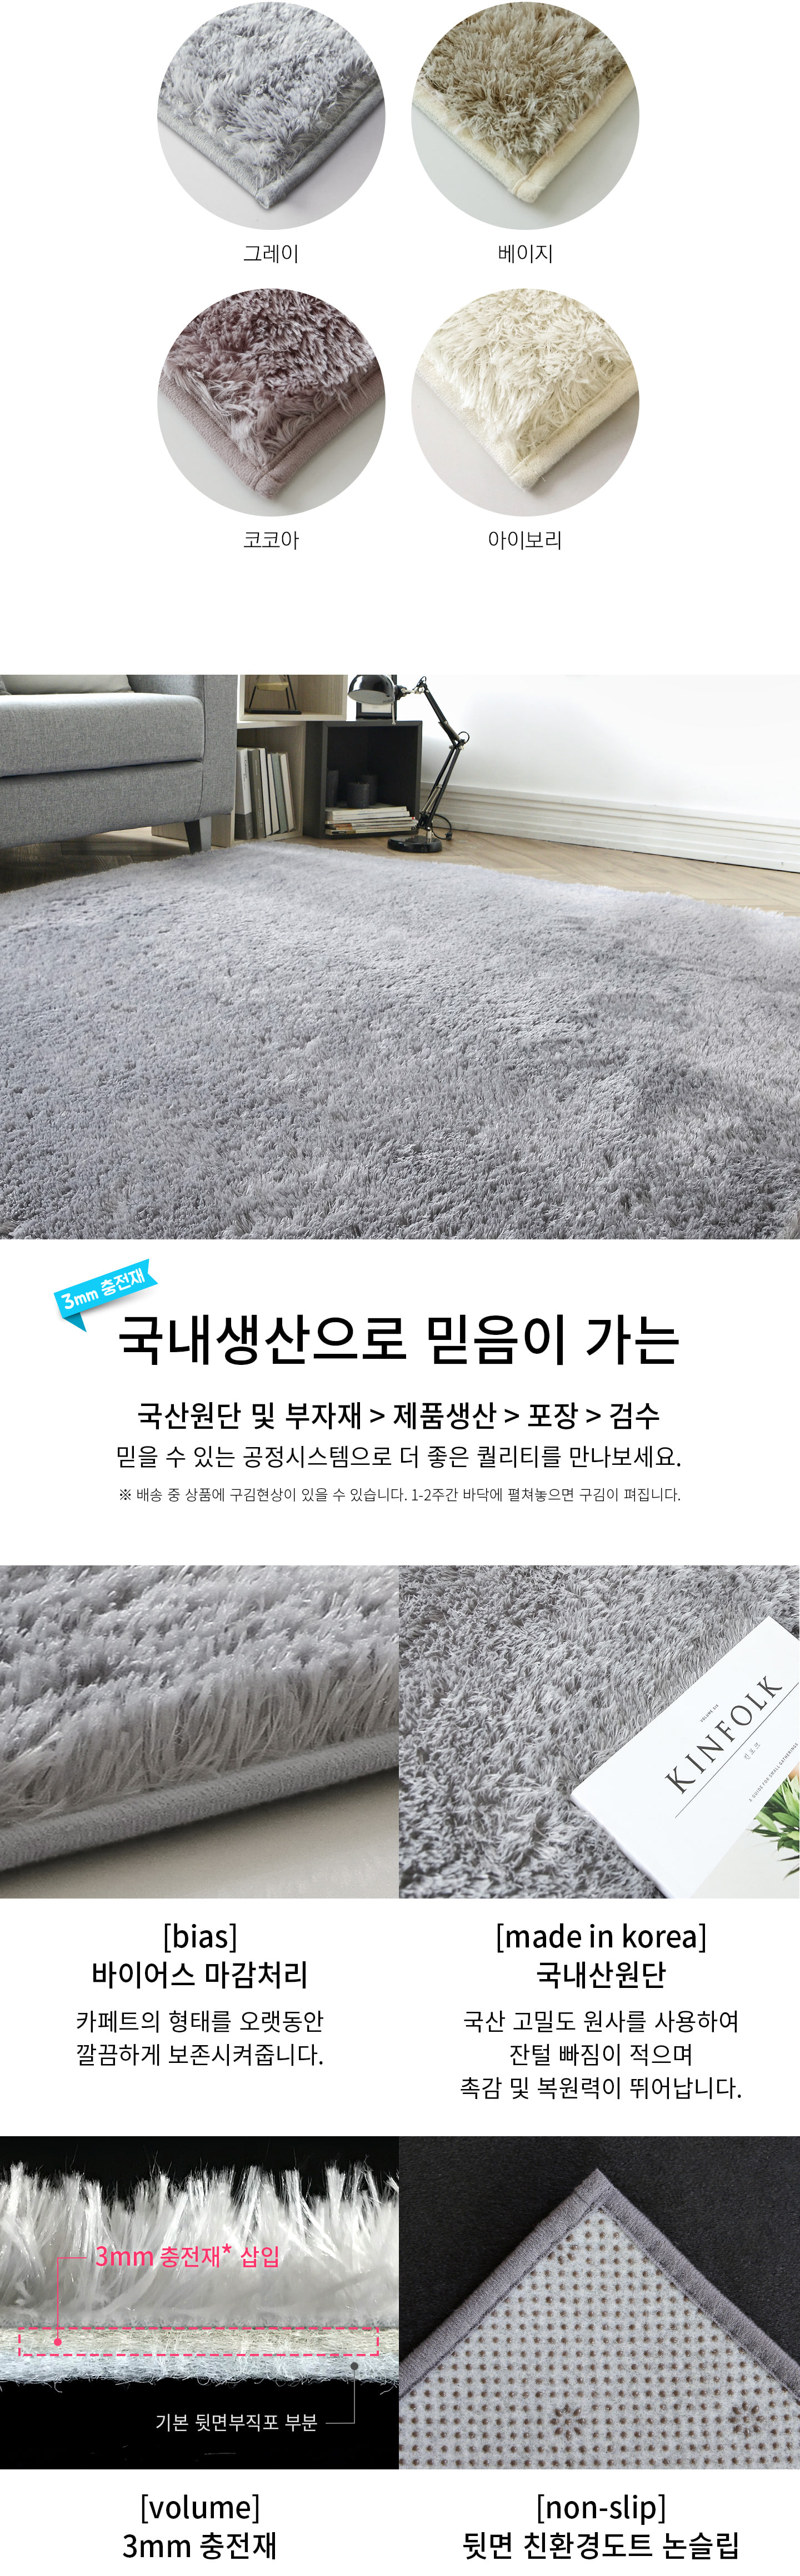 그레이
베이지
코코아
아이보리
3mm 충전재
국내생산으로 믿음이 가는
국산원단 및 부자재 > 제품생산 > 포장 > 검수
믿을 수 있는 공정시스템으로 더 좋은 퀄리티를 만나보세요.
※ 배송 중 상품에 구김현상이 있을 수 있습니다. 1-2주간 바닥에 펼쳐놓으면 구김이 펴집니다.
KINFOLK
[bias]
바이어스 마감처리
카페트의 형태를 오랫동안
깔끔하게 보존시켜줍니다.
[made in korea]
국내산원단
국산 고밀도 원사를 사용하여
잔털 빠짐이 적으며
촉감 및 복원력이 뛰어납니다.
3mm 충전재* 삽입
기본 뒷면부직포 부분
[volume]
3mm 충전재
[non-slip]
뒷면 친환경도트 논슬립